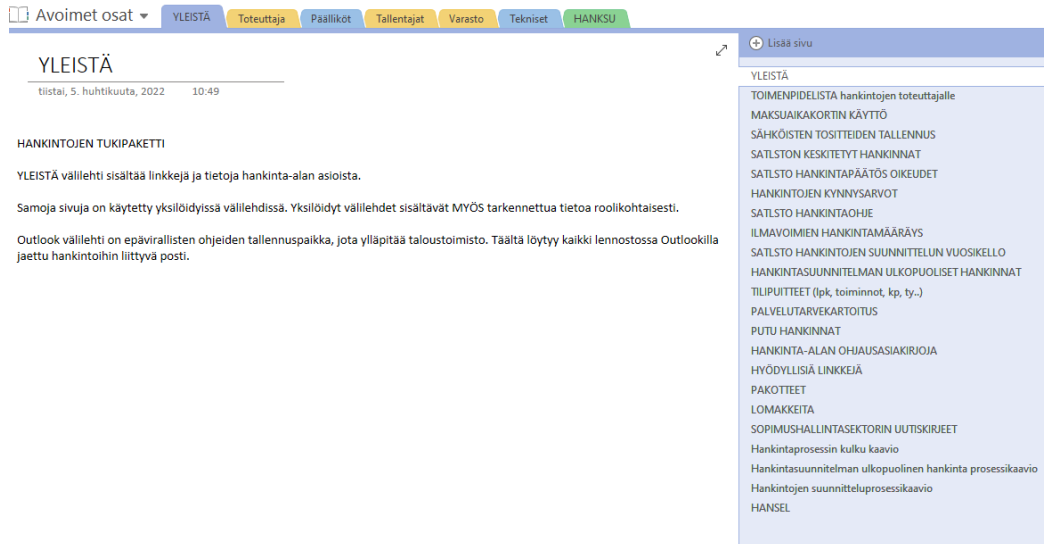 Avoimet osat
YLEISTÄ
Toteuttaja
Päälliköt
Tallentajat
Varasto
Tekniset
HANKSU
YLEISTÄ
tiistai, 5. huhtikuuta, 2022 10:49
HANKINTOJEN TUKIPAKETTI
YLEISTÄ välilehti sisältää linkkejä ja tietoja hankinta-alan asioista.
Samoja sivuja on käytetty yksilöidyissä välilehdissä. Yksilöidyt välilehdet sisältävät MYÖS tarkennettua tietoa roolikohtaisesti.
Outlook välilehti on epävirallisten ohjeiden tallennuspaikka, jota ylläpitää taloustoimisto. Täältä löytyy kaikki lennostossa Outlookilla
jaettu hankintoihin liittyvä posti.
Lisää sivu
YLEISTÄ
TOIMENPIDELISTA hankintojen toteuttajalle
MAKSUAIKAKORTIN KÄYTTÖ
SÄHKÖISTEN TOSITTEIDEN TALLENNUS
SATLSTON KESKITETYT HANKINNAT
SATLSTO HANKINTAPÄÄTÖS OIKEUDET
HANKINTOJEN KYNNYSARVOT
SATLSTO HANKINTAOHJE
ILMAVOIMIEN HANKINTAMÄÄRÄYS
SATLSTO HANKINTOJEN SUUNNITTELUN VUOSIKELLO
HANKINTASUUNNITELMAN ULKOPUOLISET HANKINNAT
TILIPUITTEET (lpk, toiminnot, kp, ty..)
PALVELUTARVEKARTOITUS
PUTU HANKINNAT
HANKINTA-ALAN OHJAUSASIAKIRJOJA
HYÖDYLLISIÄ LINKKEJÄ
PAKOTTEET
LOMAKKEITA
SOPIMUSHALLINTASEKTORIN UUTISKIRJEET
Hankintaprosessin kulku kaavio
Hankintasuunnitelman ulkopuolinen hankinta prosessikaavio
Hankintojen suunnitteluprosessikaavio
HANSEL